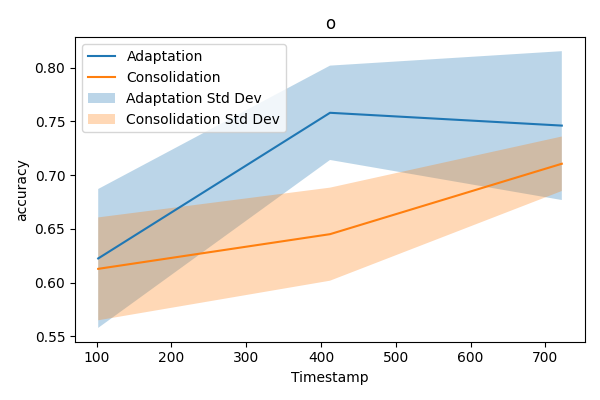 o
Adaptation
Consolidation
Adaptation Std Dev
Consolidation Std Dev
accuracy
0.80
0.75
0.70
0.65
0.60
0.55
100 200 300 400 500 600 700
Timestamp